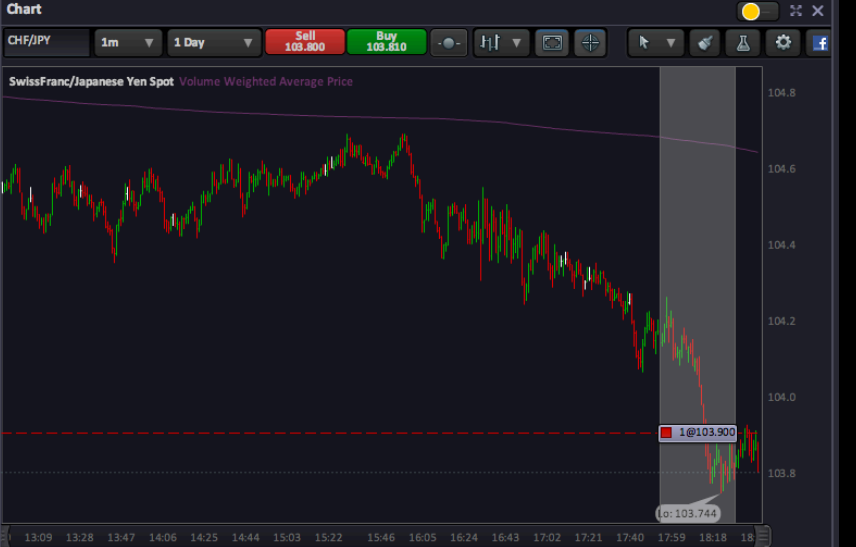 Chart
CHF/JPY 1m 1 Day Sell 103.800 Buy 103.810 f
SwissFranc/Japanese Yen Spot Volume Weighted Average Price
104.8
104.6
104.4
104.2
104.0
1@103.900
103.8
Lo: 103.744
13:09 13:28 13:47 14:06 14:25 14:44 15:03 15:22 15:46 16:05 16:24 16:43 17:02 17:21 17:40 17:59 18:18 18: